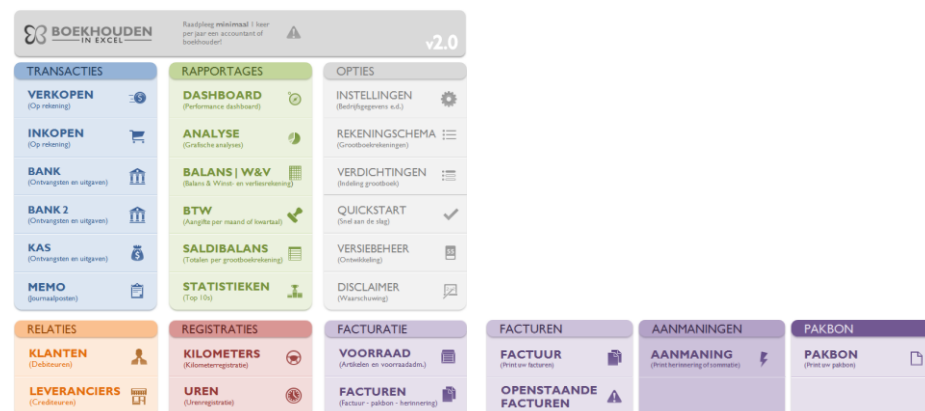 BOEKHOUDEN
IN EXCEL
Raadpleeg minimaal 1 keer
per jaar een accountant of
boekhouder!
v2.0
TRANSACTIES
VERKOPEN
(Op rekening)
INKOPEN
(Op rekening)
BANK
(Ontvangsten en uitgaven)
BANK 2
(Ontvangsten en uitgaven)
KAS
(Ontvangsten en uitgaven)
MEMO
(Journaalposten)
RAPPORTAGES
DASHBOARD
(Performance dashboard)
ANALYSE
(Grafische analyses)
BALANS | W&V
(Balans & Winst- en verliesrekening)
BTW
(Aangifte per maand of kwartaal)
SALDIBALANS
(Totalen per grootboekrekening)
STATISTIEKEN
(Top 10s)
OPTIES
INSTELLINGEN
(Bedrijfsgegevens e.d.)
REKENINGSCHEMA
(Grootboekrekeningen)
VERDICHTINGEN
(Indeling grootboek)
QUICKSTART
(Snel aan de slag)
VERSIEBEHEER
(Ontwikkeling)
DISCLAIMER
(Waarschuwing)
RELATIES
KLANTEN
(Debiteuren)
LEVERANCIERS
(Crediteuren)
REGISTRATIES
KILOMETERS
(Kilometerregistratie)
UREN
(Urenregistratie)
FACTURATIE
VOORRAAD
(Artikelen en voorraadadm.)
FACTUREN
(Factuur - pakbon - herinnering)
FACTUREN
FACTUUR
(Print uw facturen)
OPENSTAANDE
FACTUREN
AANMANINGEN
AANMANING
(Print herinnering of sommatie)
PAKBON
PAKBON
(Print uw pakbon)